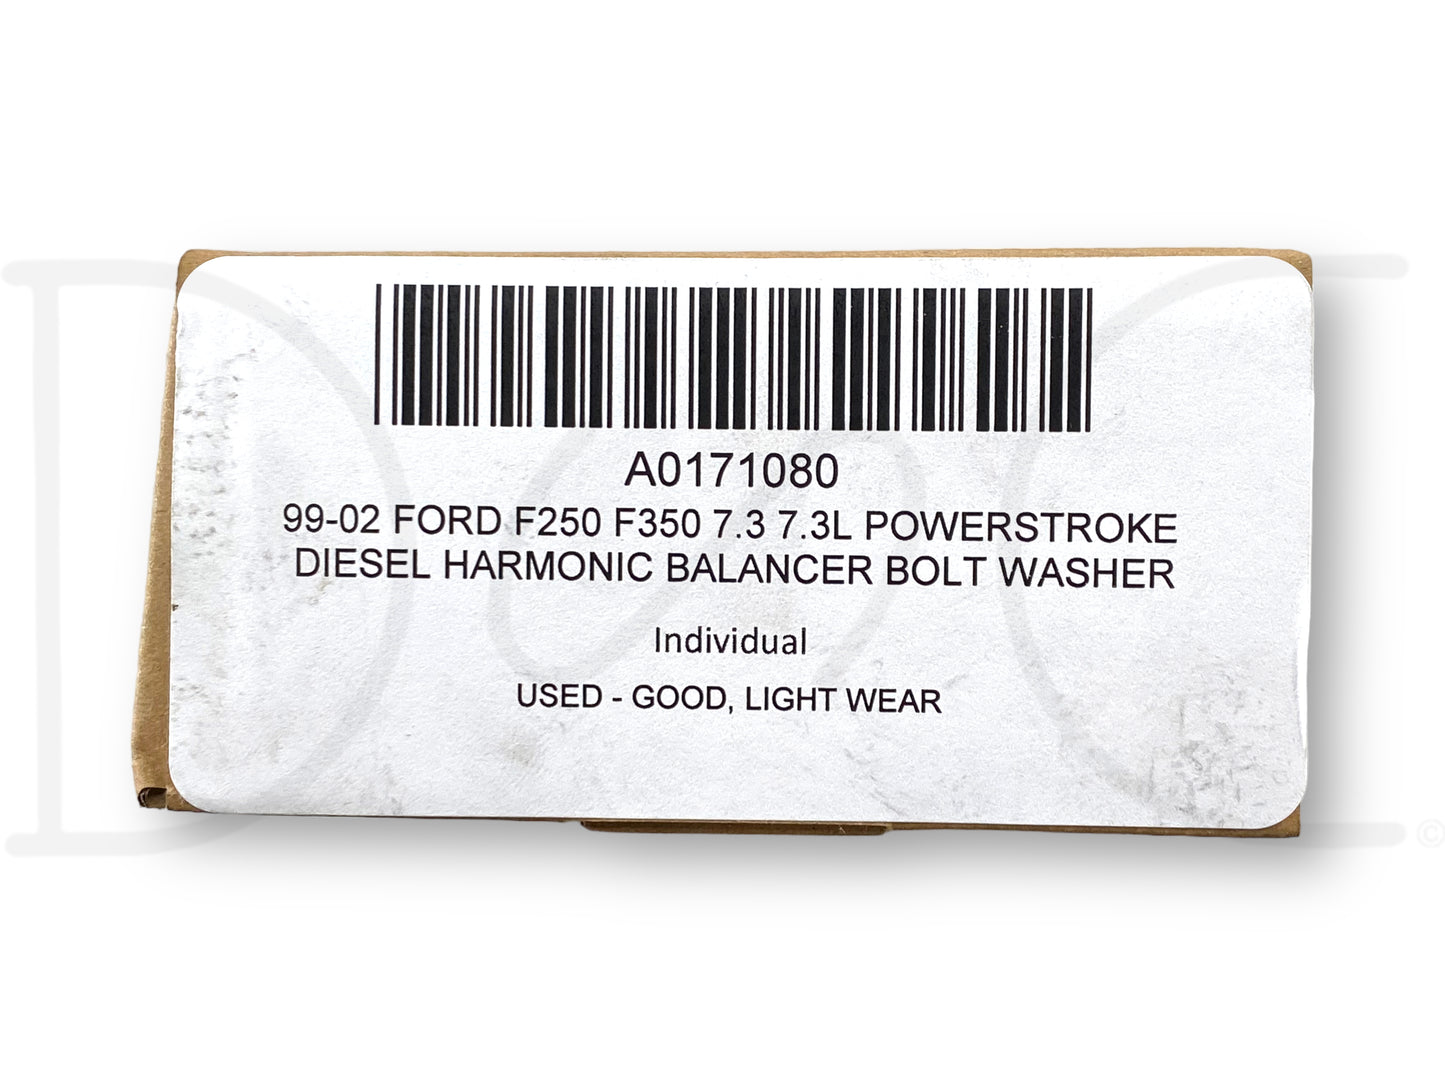 A0171080
99-02 FORD F250 F350 7.3 7.3L POWERSTROKE
DIESEL HARMONIC BALANCER BOLT WASHER
Individual
USED - GOOD, LIGHT WEAR
©